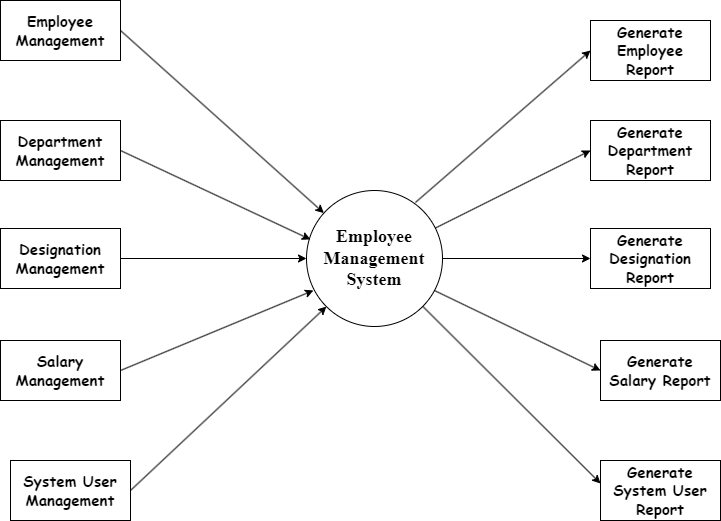 Employee
Management
Department
Management
Designation
Management
Salary
Management
System User
Management
Employee
Management
System
Generate
Employee
Report
Generate
Department
Report
Generate
Designation
Report
Generate
Salary Report
Generate
System User
Report